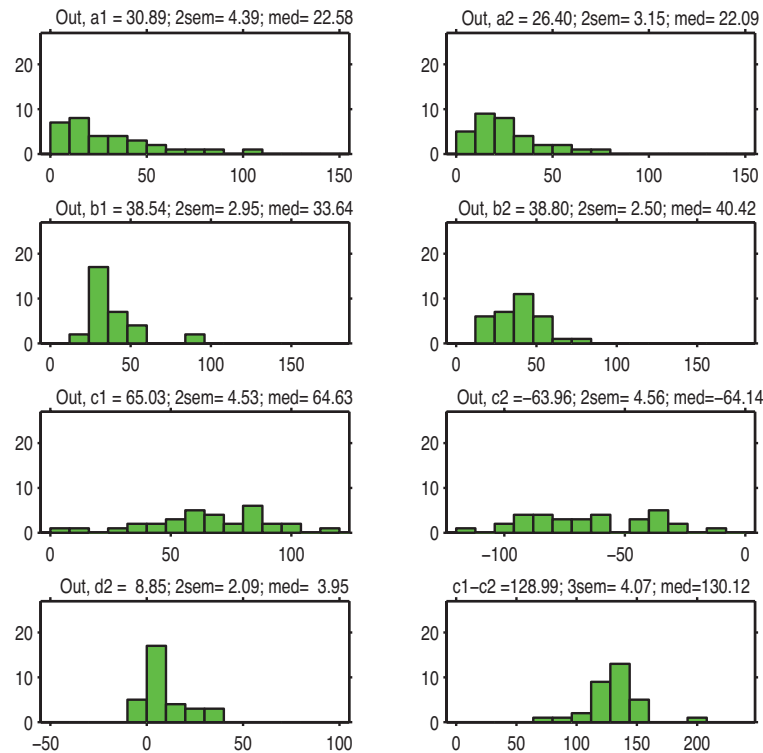 Out, a1 = 30.89; 2sem= 4.39; med= 22.58
20
10
0
0 50 100 150
Out, a2 = 26.40; 2sem= 3.15; med= 22.09
20
10
0
0 50 100 150
Out, b1 = 38.54; 2sem= 2.95; med= 33.64
20
10
0
0 50 100 150
Out, b2 = 38.80; 2sem= 2.50; med= 40.42
20
10
0
0 50 100 150
Out, c1 = 65.03; 2sem= 4.53; med= 64.63
20
10
0
0 50 100
Out, c2 =−63.96; 2sem= 4.56; med=−64.14
20
10
0
−100 −50 0
Out, d2 = 8.85; 2sem= 2.09; med= 3.95
20
10
0
−50 0 50 100
c1−c2 =128.99; 3sem= 4.07; med=130.12
20
10
0
0 50 100 150 200